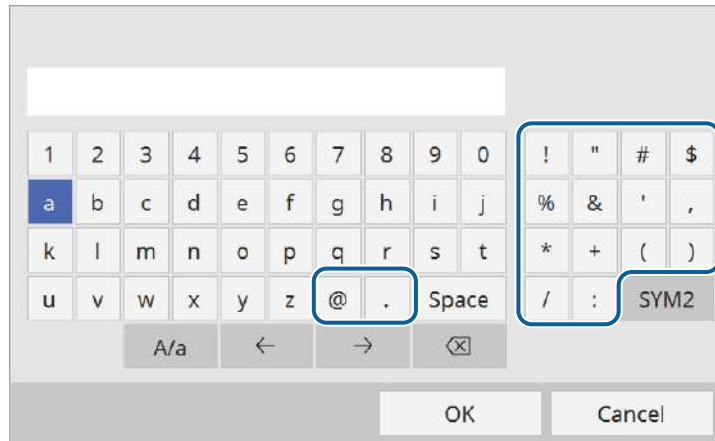 1 2 3 4 5 6 7 8 9 0 ! " # $
a b c d e f g h i j % & ' ,
k l m n o p q r s t * + ( )
u v w x y z @ . Space / : SYM2
A/a ← →
OK Cancel